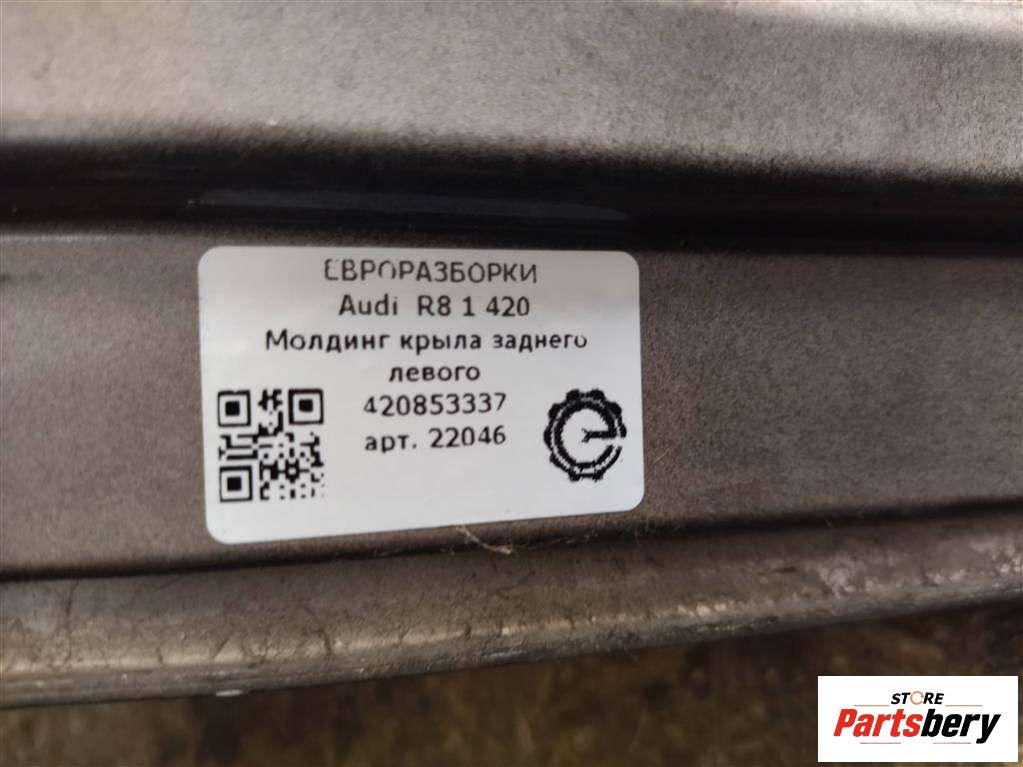 ЕВРОРАЗБОРКИ
Audi R8 1 420
Молдинг крыла заднего
левого
420853337
арт. 22046
STORE
Partsbery